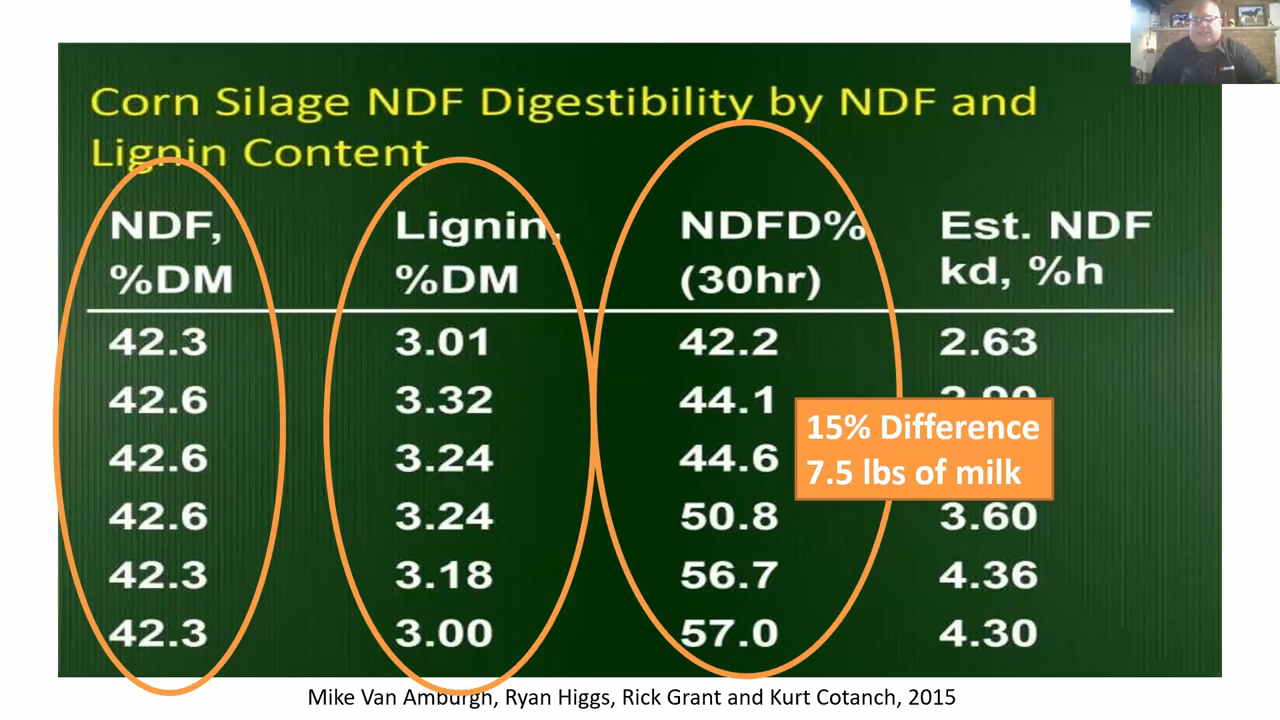 Corn Silage NDF Digestibility by NDF and
Lignin Content
NDF, Lignin, NDFD% Est. NDF
%DM %DM (30hr) kd, %h
42.3 3.01 42.2 2.63
42.6 3.32 44.1
42.6 3.24 44.6
15% Difference
7.5 lbs of milk
42.6 3.24 50.8 3.60
42.3 3.18 56.7 4.36
42.3 3.00 57.0 4.30
Mike Van Amburgh, Ryan Higgs, Rick Grant and Kurt Cotanch, 2015